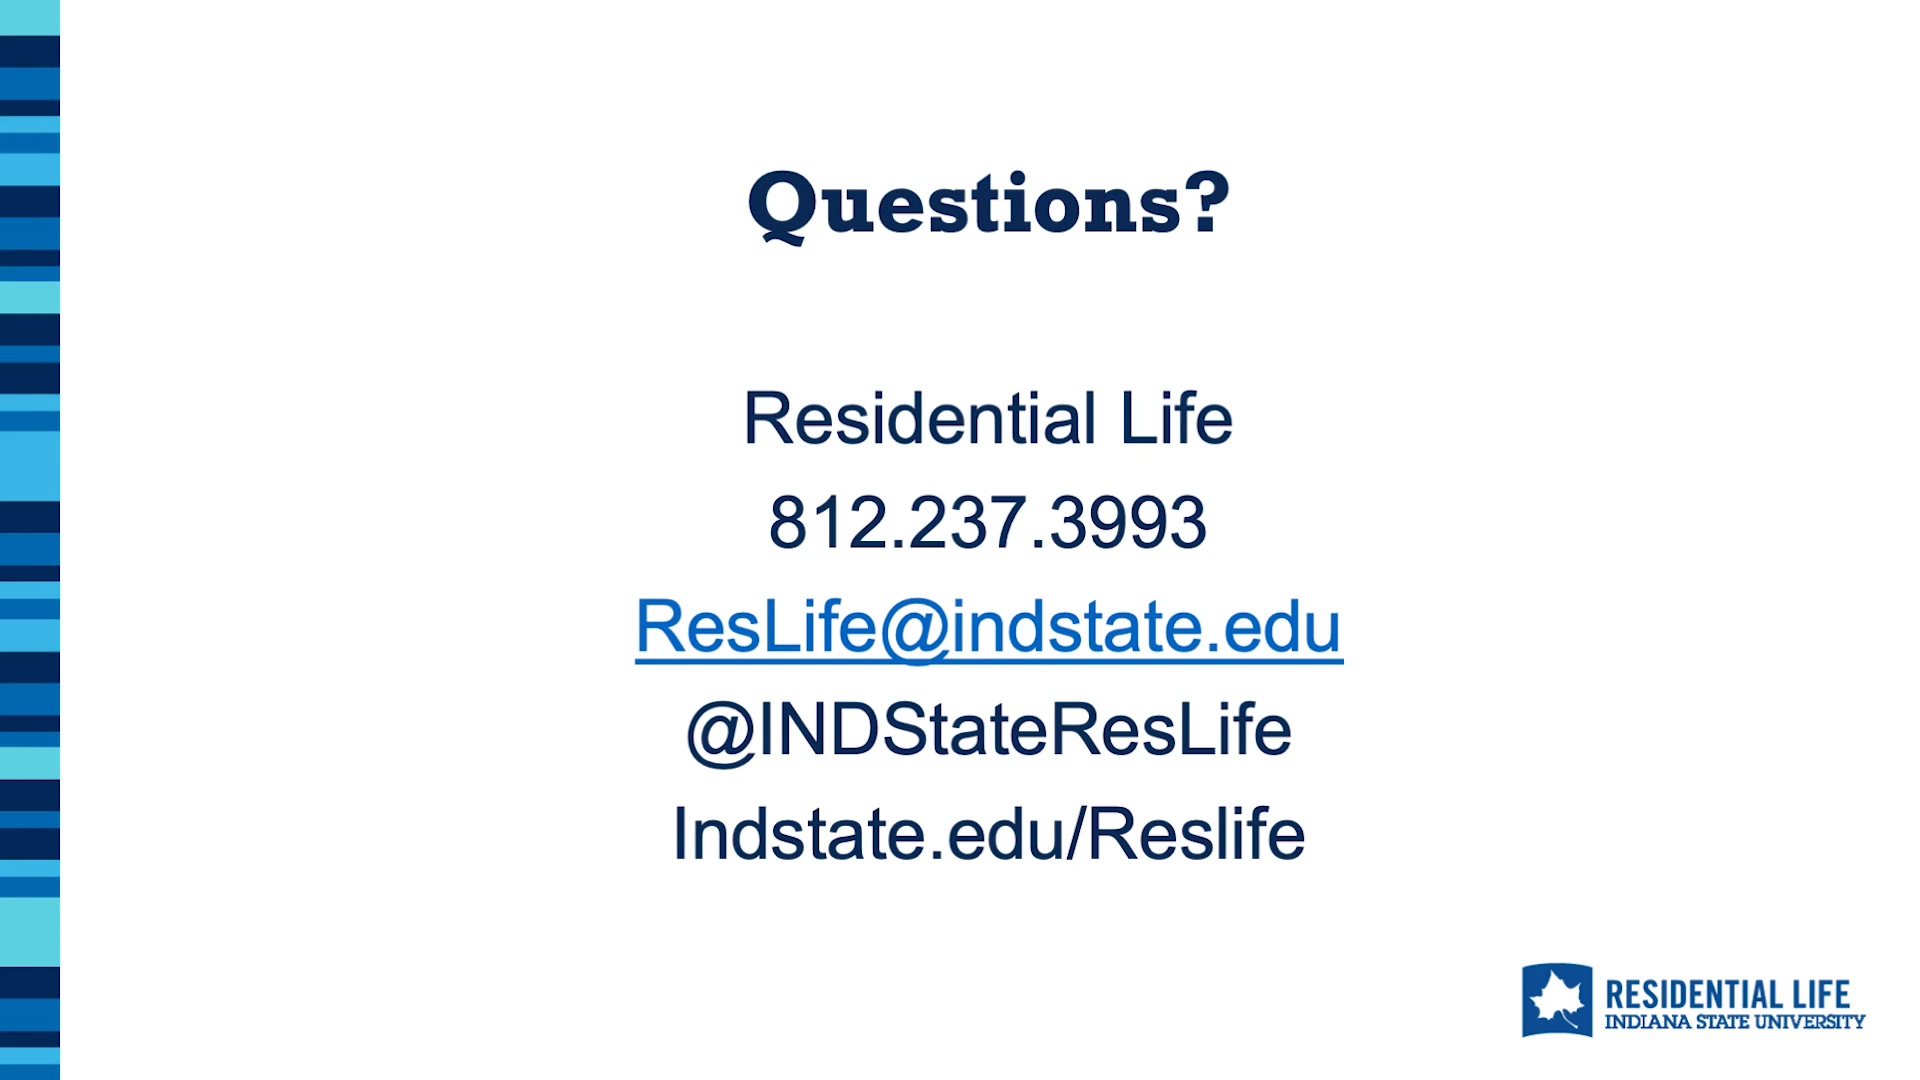 Questions?
Residential Life
812.237.3993
ResLife@indstate.edu
@INDStateResLife
Indstate.edu/Reslife
RESIDENTIAL LIFE
INDIANA STATE UNIVERSITY